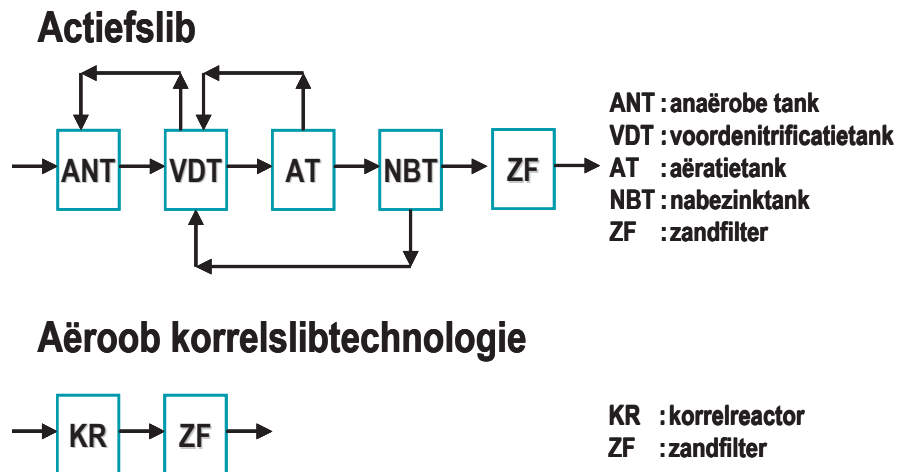 Actiefslib
ANT VDT AT NBT ZF
ANT : anaërobe tank
VDT : voordenitrificatietank
AT : aëratietank
NBT : nabezinktank
ZF : zandfilter
Aëroob korrelslibtechnologie
KR ZF
KR : korrelreactor
ZF : zandfilter